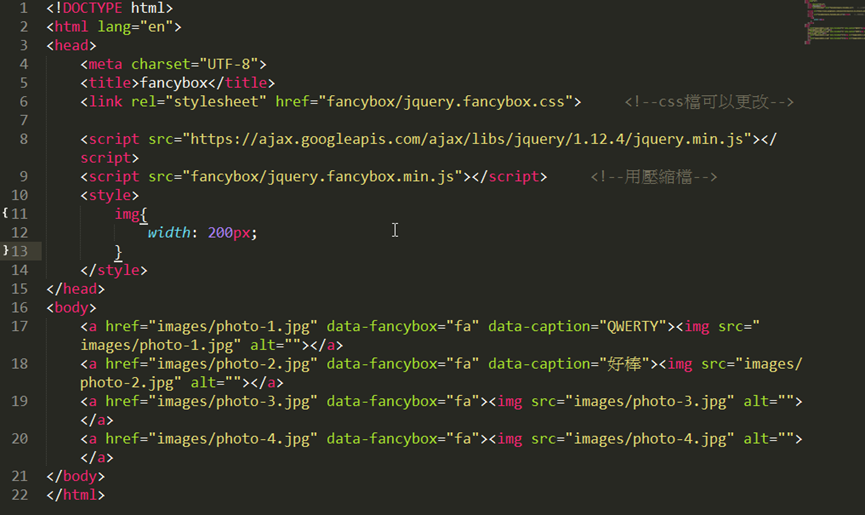 1 <!DOCTYPE html>
2 <html lang="en">
3 <head>
4 <meta charset="UTF-8">
5 <title>fancybox</title>
6 <link rel="stylesheet" href="fancybox/jquery.fancybox.css"> <!--css檔可以更改-->
7
8 <script src="https://ajax.googleapis.com/ajax/libs/jquery/1.12.4/jquery.min.js"></
script>
9 <script src="fancybox/jquery.fancybox.min.js"></script> <!--用壓縮檔-->
10 <style>
{ 11 img{
12 width: 200px;
} 13 }
14 </style>
15 </head>
16 <body>
17 <a href="images/photo-1.jpg" data-fancybox="fa" data-caption="QWERTY"><img src="
images/photo-1.jpg" alt=""></a>
18 <a href="images/photo-2.jpg" data-fancybox="fa" data-caption="好棒"><img src="images/
photo-2.jpg" alt=""></a>
19 <a href="images/photo-3.jpg" data-fancybox="fa"><img src="images/photo-3.jpg" alt="">
</a>
20 <a href="images/photo-4.jpg" data-fancybox="fa"><img src="images/photo-4.jpg" alt="">
</a>
21 </body>
22 </html>